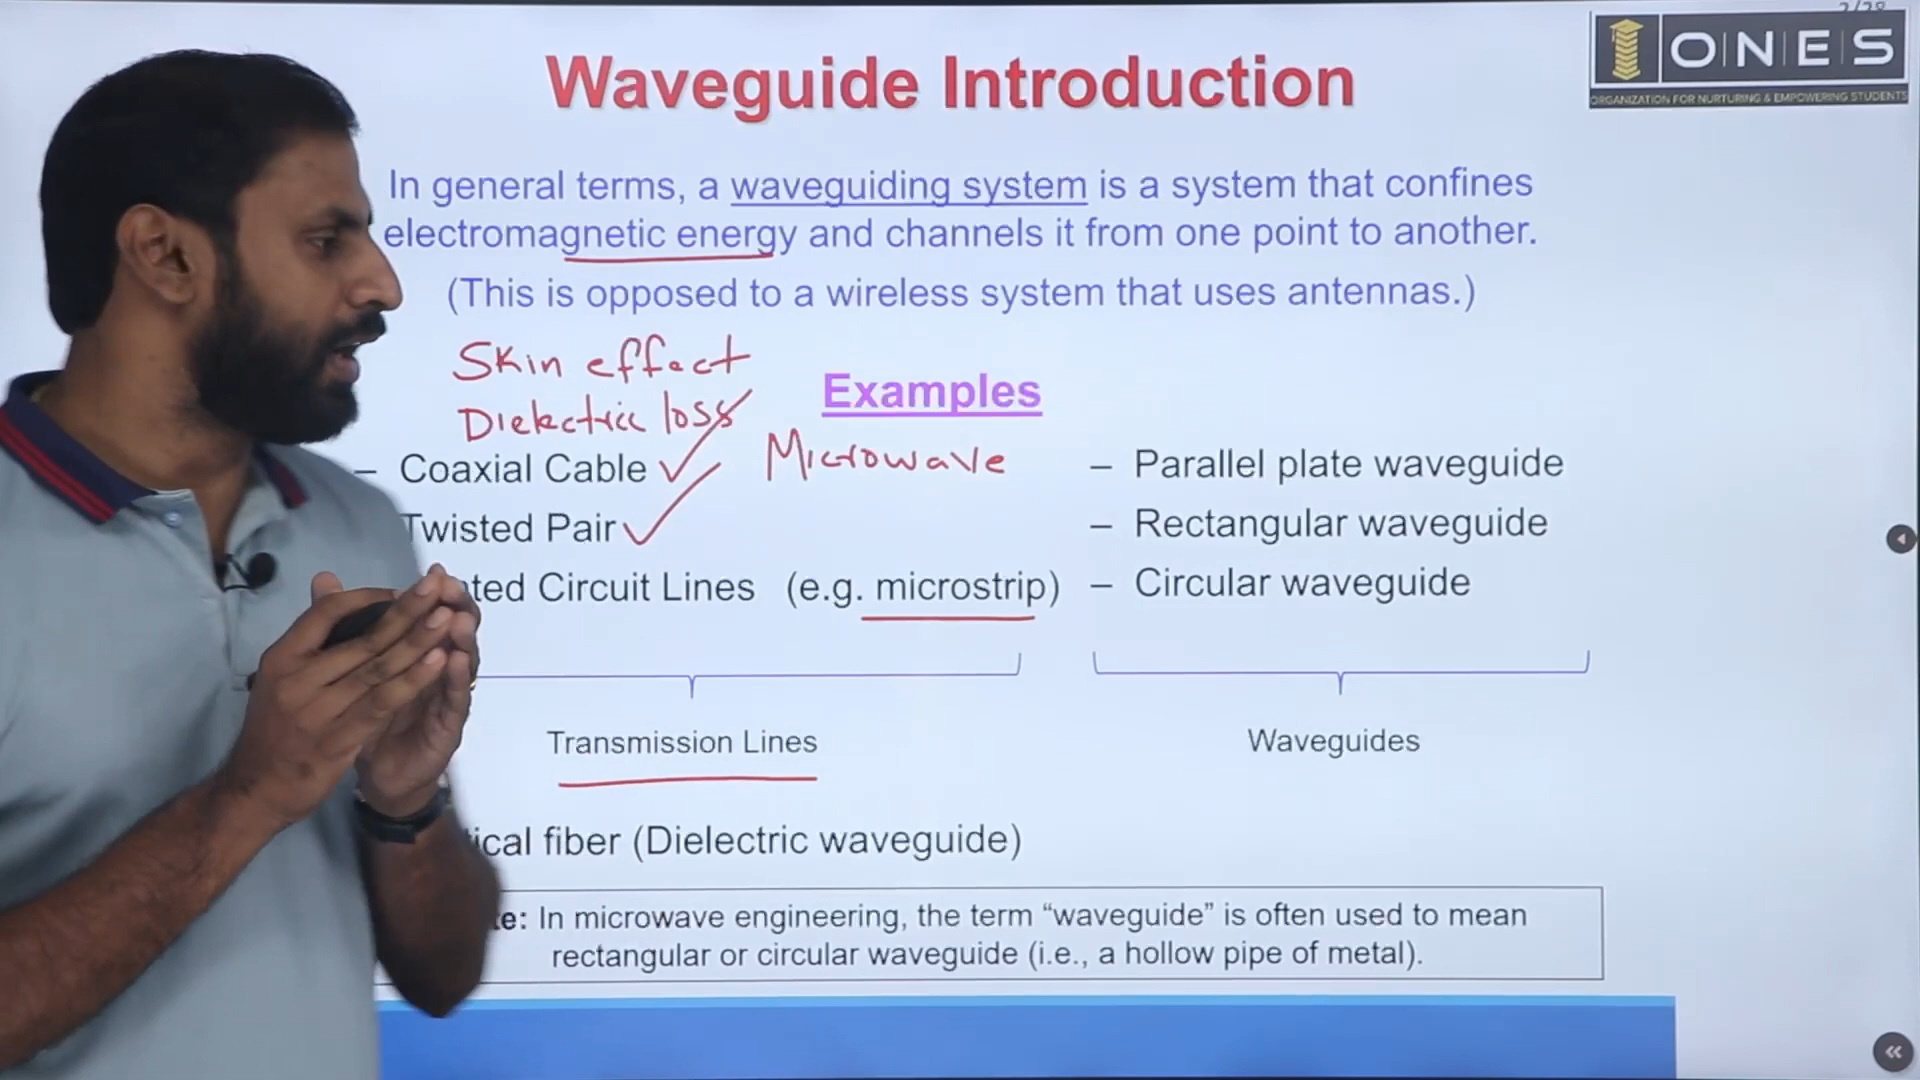 2/28
O|N|E|S
ORGANIZATION FOR NURTURING & EMPOWERING STUDENTS
Waveguide Introduction
In general terms, a waveguiding system is a system that confines
electromagnetic energy and channels it from one point to another.
(This is opposed to a wireless system that uses antennas.)
Skin effect
Dielectric loss
Examples
Microwave
– Coaxial Cable
Twisted Pair
ted Circuit Lines (e.g. microstrip)
– Parallel plate waveguide
– Rectangular waveguide
– Circular waveguide
Transmission Lines
Waveguides
ical fiber (Dielectric waveguide)
te: In microwave engineering, the term “waveguide” is often used to mean
rectangular or circular waveguide (i.e., a hollow pipe of metal).